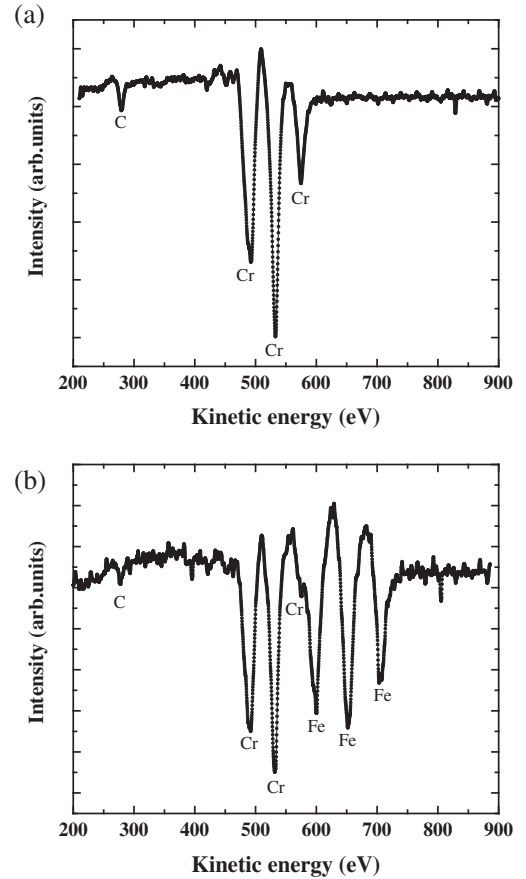 (a)
Intensity (arb.units)
C
Cr
Cr
Cr
200 300 400 500 600 700 800 900
Kinetic energy (eV)
(b)
Intensity (arb.units)
C
Cr
Cr
Cr
Fe
Fe
Fe
200 300 400 500 600 700 800 900
Kinetic energy (eV)